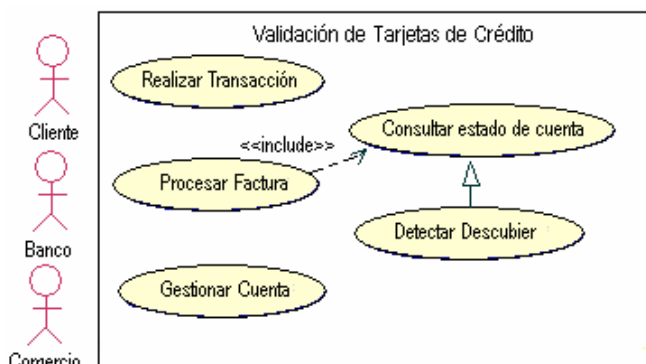 Validación de Tarjetas de Crédito
Realizar Transacción
Cliente
Consultar estado de cuenta
<<include>>
Procesar Factura
Banco
Detectar Descubier
Gestionar Cuenta
Comercio